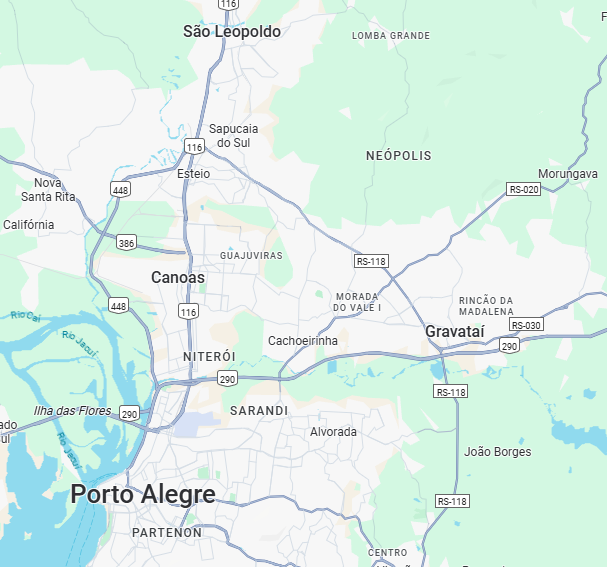 116
São Leopoldo
LOMBA GRANDE
F
Sapucaia
do Sul
116
NEÓPOLIS
Esteio
Morungava
RS-020
Nova
Santa Rita
448
Califórnia
386
GUAJUVIRAS
RS-118
Canoas
MORADA
DO VALE I
RINCÃO DA
MADALENA
448
116
Rio Caí
RS-030
Gravataí
Rio Jacuí
Cachoeirinha
290
NITERÓI
290
Ilha das Flores
290
SARANDI
RS-118
ado
ul
Alvorada
Rio Jacuí
João Borges
Porto Alegre
RS-118
PARTENON
CENTRO